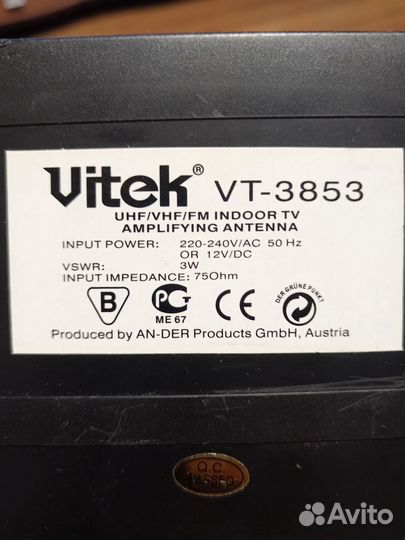 Vitek® VT-3853
UHF/VHF/FM INDOOR TV
AMPLIFYING ANTENNA
INPUT POWER: 220-240V/AC 50 Hz
OR 12V/DC
VSWR: 3W
INPUT IMPEDANCE: 75Ohm
B
РСТ
ME 67
DER GRÜNE PUNKT
Produced by AN-DER Products GmbH, Austria
Q.C.
PASSED
Avito